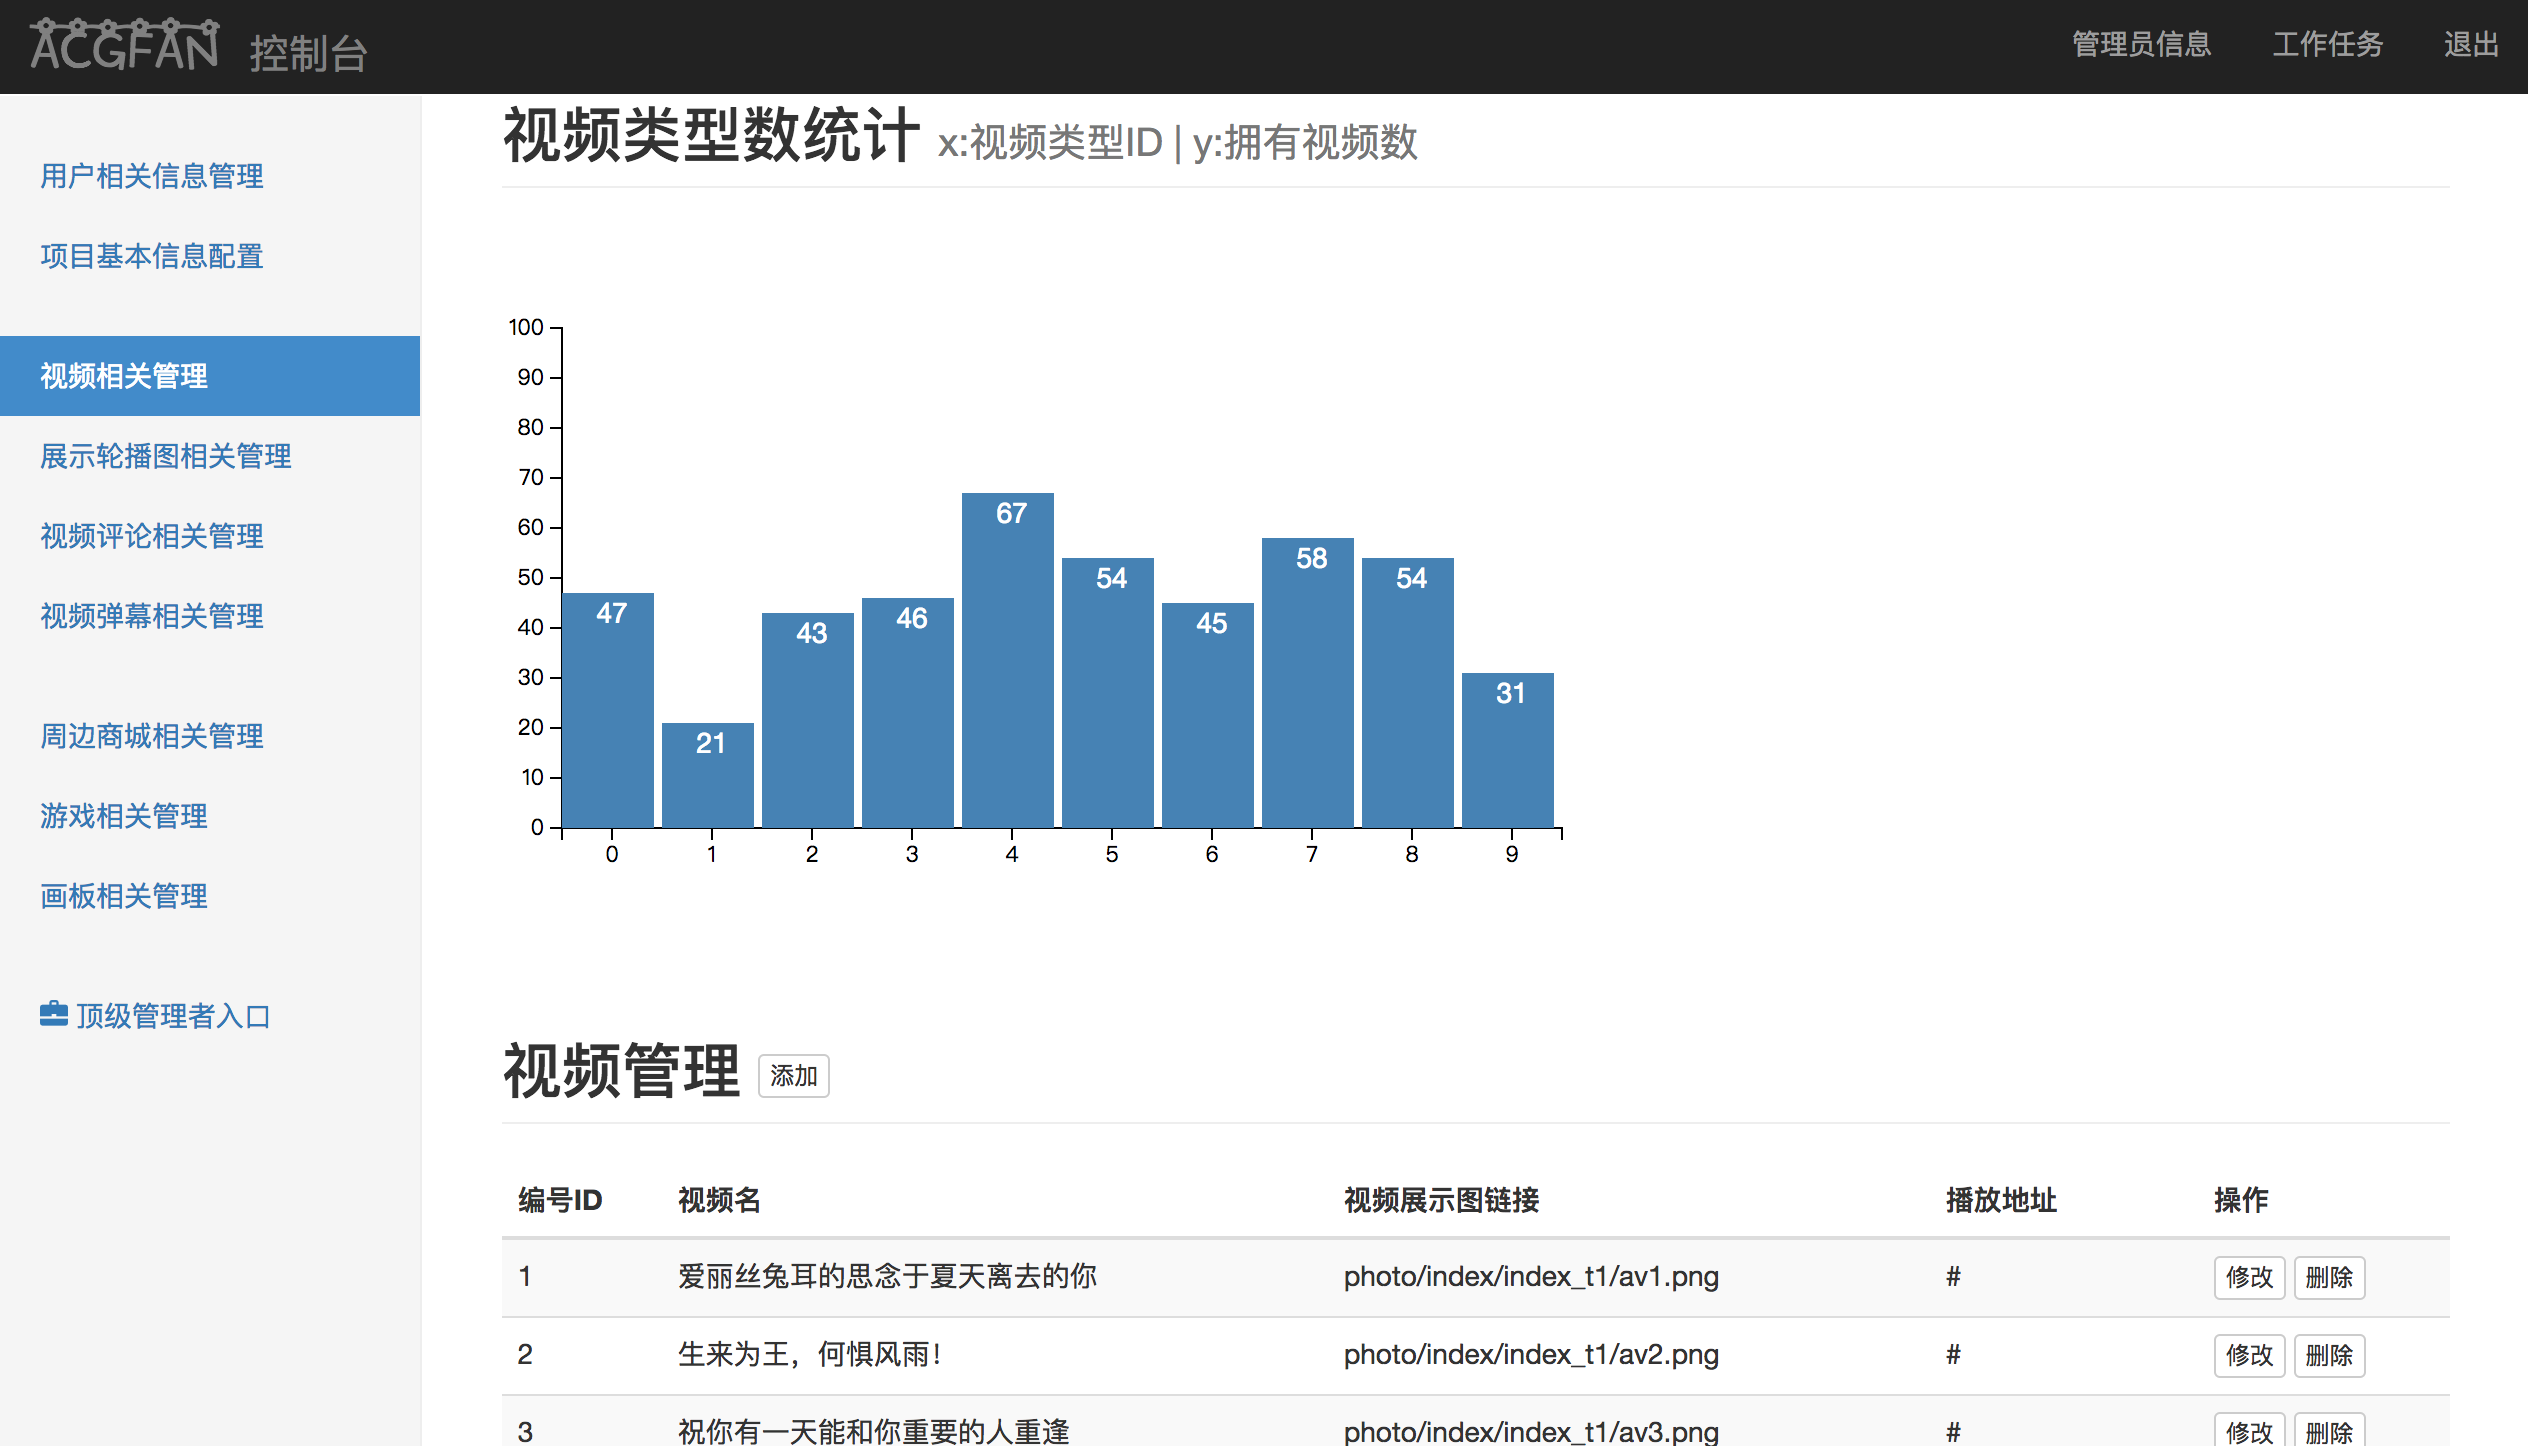 ACGFAN 控制台 管理员信息 工作任务 退出
用户相关信息管理
项目基本信息配置
视频相关管理
展示轮播图相关管理
视频评论相关管理
视频弹幕相关管理
周边商城相关管理
游戏相关管理
画板相关管理
顶级管理者入口
视频类型数统计 x:视频类型ID | y:拥有视频数
100
90
80
70
60
50
40
30
20
10
0
47 21 43 46 67 54 45 58 54 31
0 1 2 3 4 5 6 7 8 9
视频管理 添加
编号ID 视频名 视频展示图链接 播放地址 操作
1 爱丽丝兔耳的思念于夏天离去的你 photo/index/index_t1/av1.png # 修改 删除
2 生来为王，何惧风雨！ photo/index/index_t1/av2.png # 修改 删除
3 祝你有一天能和你重要的人重逢 photo/index/index_t1/av3.png # 修改 删除